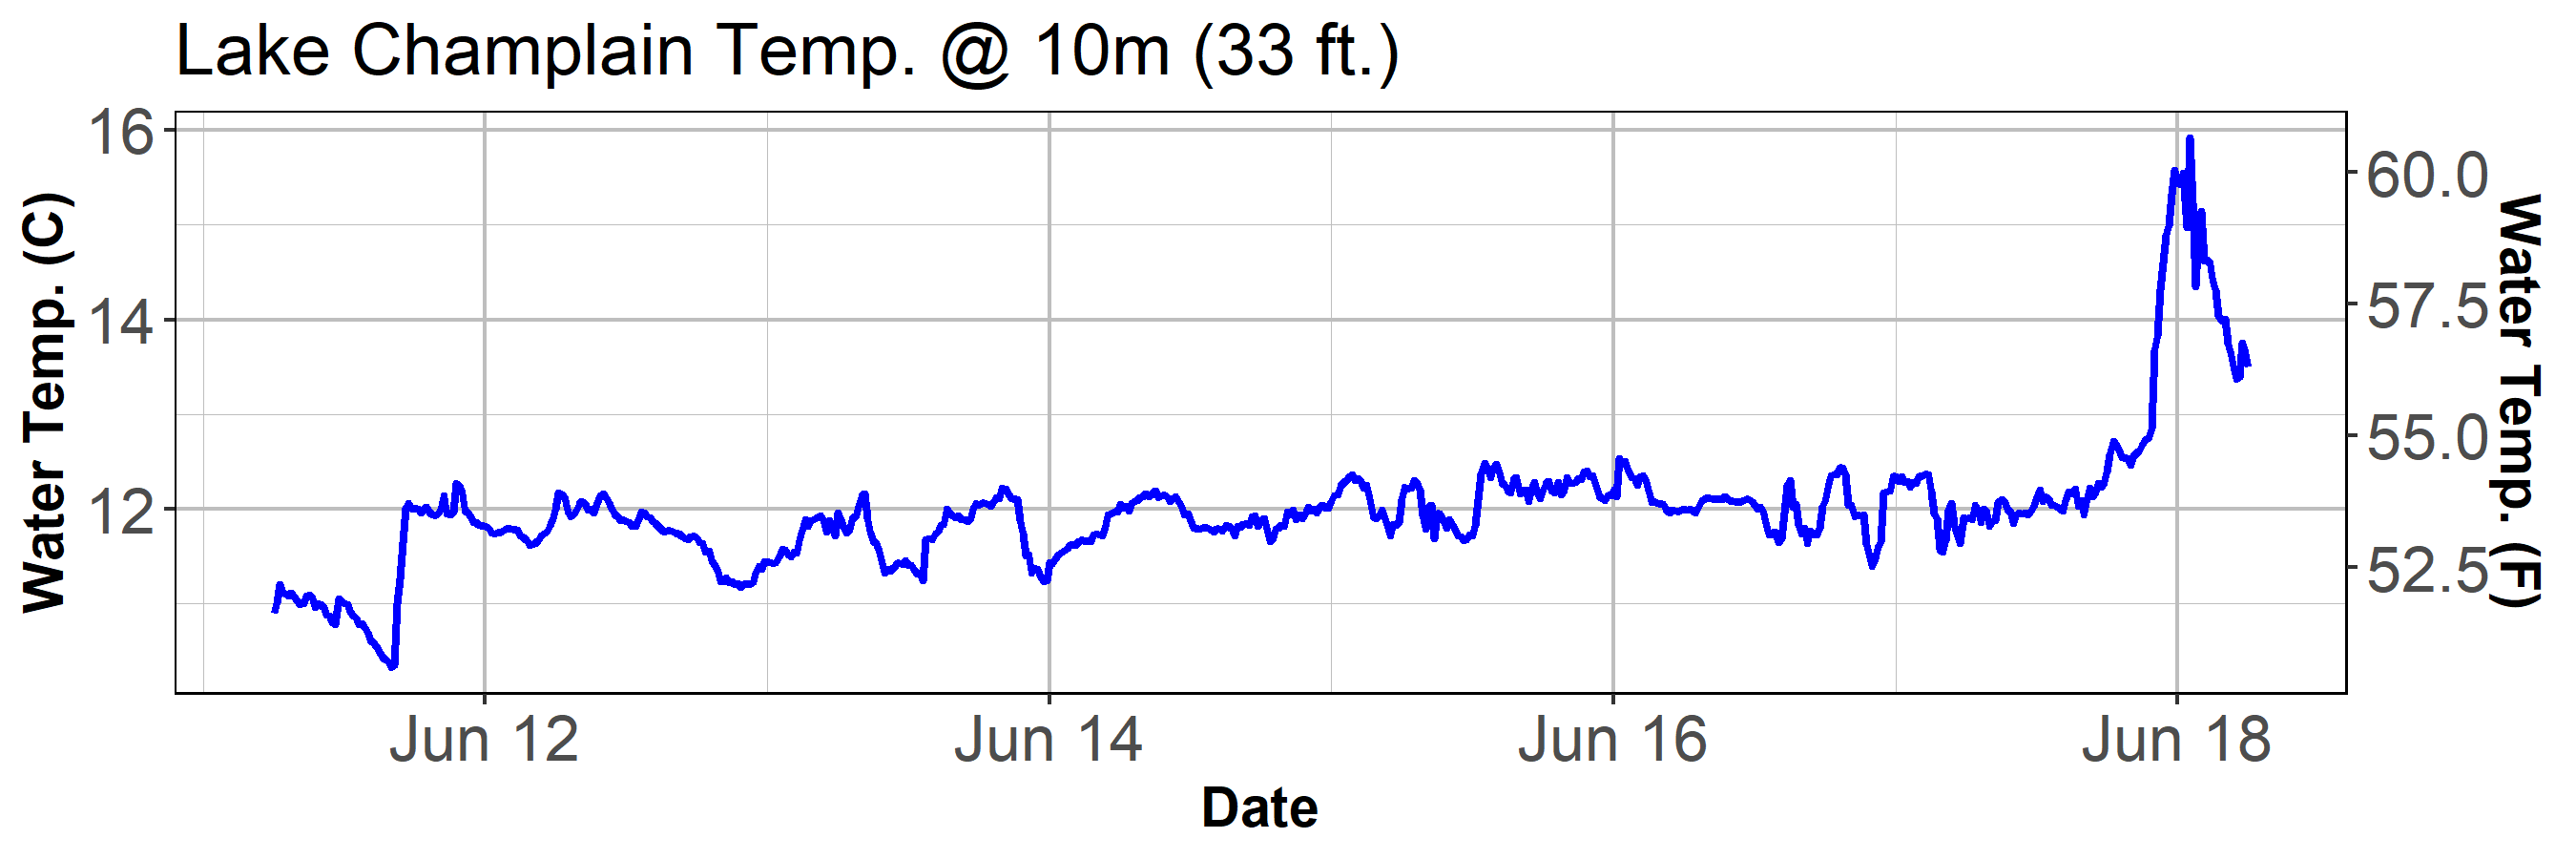 Lake Champlain Temp. @ 10m (33 ft.)
Water Temp. (C)
16
14
12
60.0
57.5
55.0
52.5
Water Temp. (F)
Jun 12
Jun 14
Jun 16
Jun 18
Date